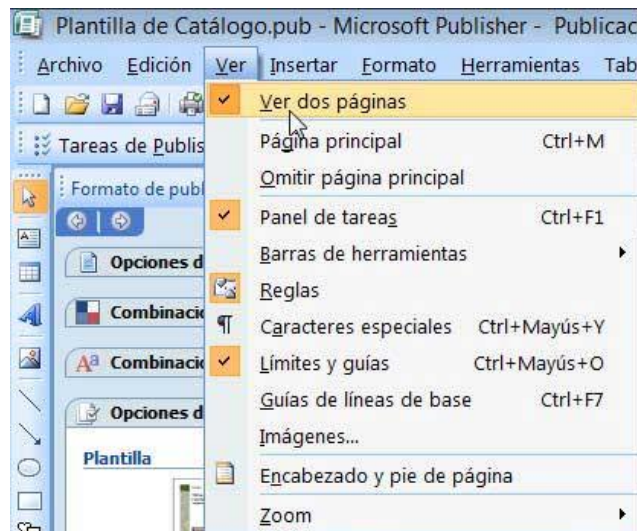 Plantilla de Catálogo.pub - Microsoft Publisher - Publicac
Archivo Edición Ver Insertar Formato Herramientas Tab
Ver dos páginas
Tareas de Publis
Página principal Ctrl+M
Omitir página principal
Formato de publ
Panel de tareas Ctrl+F1
Barras de herramientas
Opciones d
Reglas
Combinacio
Caracteres especiales Ctrl+Mayús+Y
Combinacio
Límites y guías Ctrl+Mayús+O
Guías de líneas de base Ctrl+F7
Opciones d
Imágenes...
Plantilla
Encabezado y pie de página
Zoom